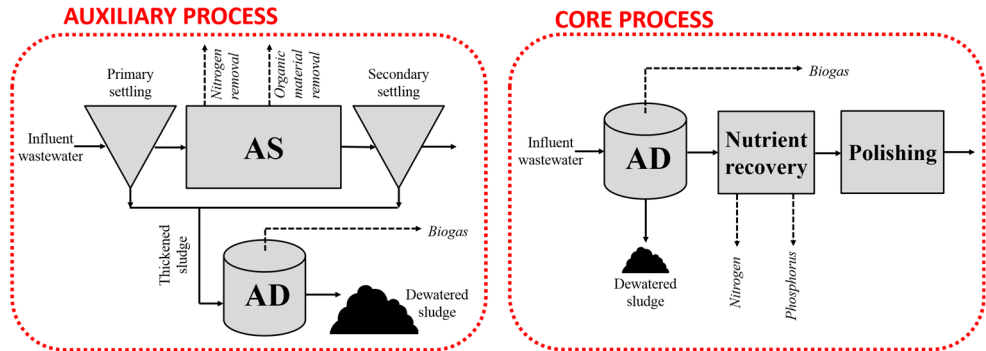 AUXILIARY PROCESS
Primary
settling
Nitrogen
removal
Organic
material
removal
Secondary
settling
Influent
wastewater
AS
Thickened
sludge
Biogas
AD
Dewatered
sludge
CORE PROCESS
Biogas
Influent
wastewater
AD
Nutrient
recovery
Polishing
Dewatered
sludge
Nitrogen
Phosphorus